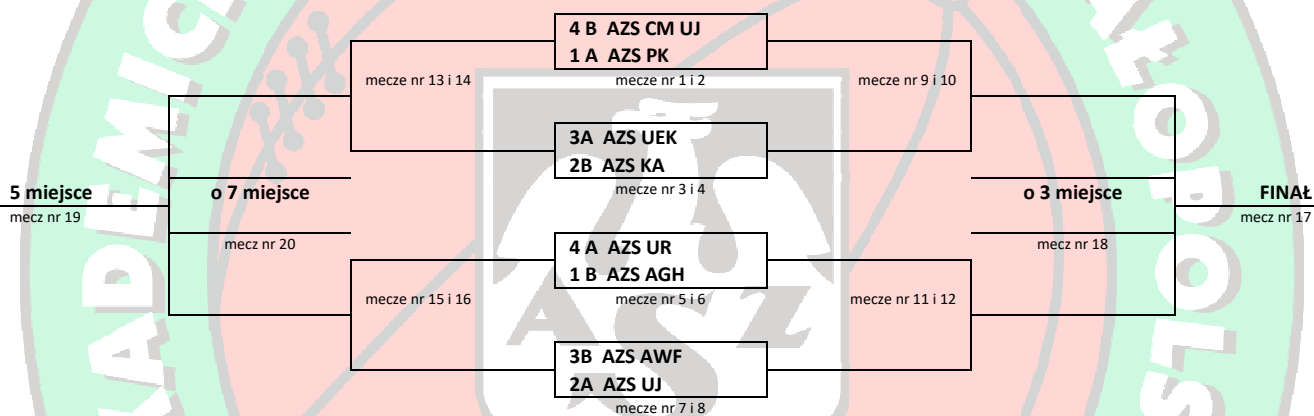 4 B AZS CM UJ
1 A AZS PK
mecze nr 13 i 14
mecze nr 1 i 2
mecze nr 9 i 10
3A AZS UEK
2B AZS KA
mecze nr 3 i 4
5 miejsce
o 7 miejsce
o 3 miejsce
FINAŁ
mecz nr 19
mecz nr 17
mecz nr 20
mecz nr 18
4 A AZS UR
1 B AZS AGH
mecze nr 15 i 16
mecze nr 5 i 6
mecze nr 11 i 12
3B AZS AWF
2A AZS UJ
mecze nr 7 i 8
AZS